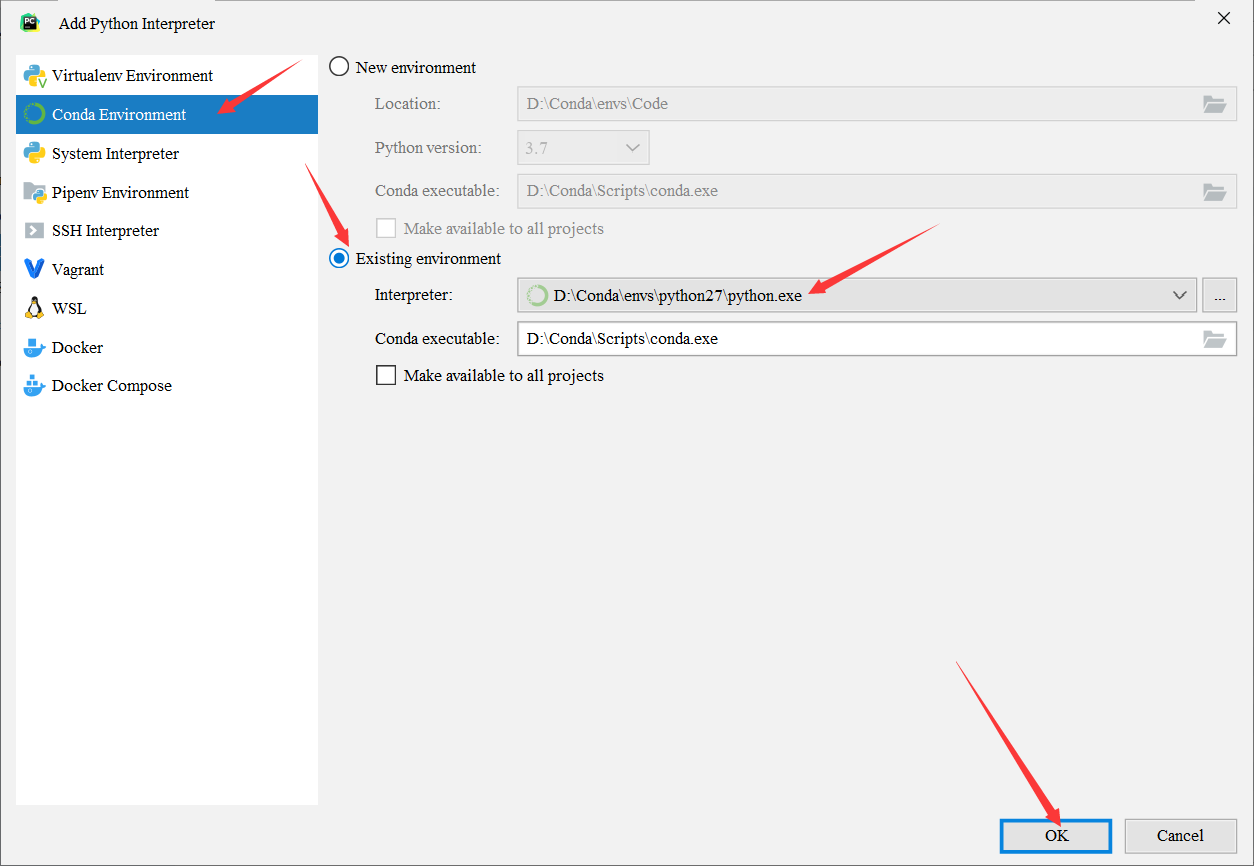 Add Python Interpreter
Virtualenv Environment
Conda Environment
System Interpreter
Pipenv Environment
SSH Interpreter
Vagrant
WSL
Docker
Docker Compose
New environment
Location: D:\Conda\envs\Code
Python version: 3.7
Conda executable: D:\Conda\Scripts\conda.exe
Make available to all projects
Existing environment
Interpreter: D:\Conda\envs\python27\python.exe ...
Conda executable: D:\Conda\Scripts\conda.exe
Make available to all projects
OK Cancel